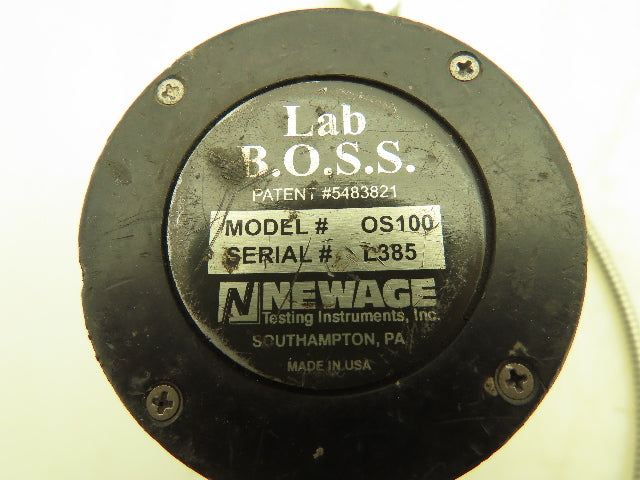 Lab
B.O.S.S.
PATENT #5483821
MODEL # OS100
SERIAL # L385
N NEWAGE
Testing Instruments, Inc.
SOUTHAMPTON, PA
MADE IN USA